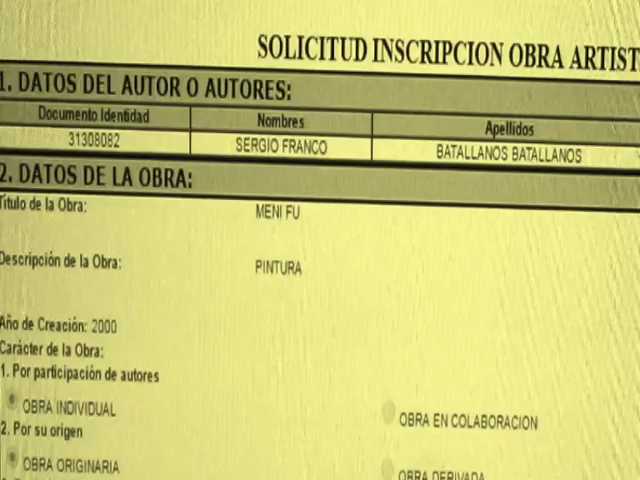 SOLICITUD INSCRIPCION OBRA ARTIST
1. DATOS DEL AUTOR O AUTORES:
Documento Identidad Nombres Apellidos
31308082 SERGIO FRANCO BATALLANOS BATALLANOS
2. DATOS DE LA OBRA:
Título de la Obra: MENI FU
Descripción de la Obra: PINTURA
Año de Creación: 2000
Carácter de la Obra:
1. Por participación de autores
OBRA INDIVIDUAL OBRA EN COLABORACION
2. Por su origen
OBRA ORIGINARIA OBRA DERIVADA